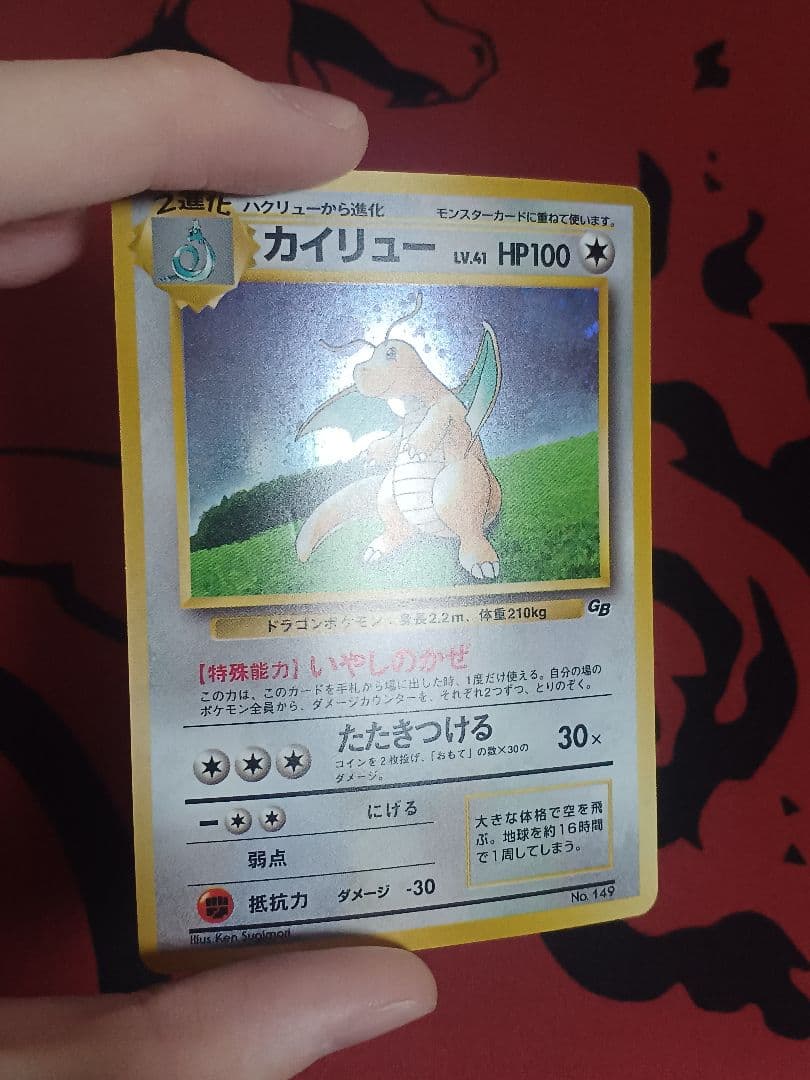 2進化 ハクリューから進化 モンスターカードに重ねて使います。
カイリュー LV.41 HP100
ドラゴンポケモン 身長2.2m、体重210kg
GB
【特殊能力】いやしのかぜ
この力は、このカードを手札から場に出した時、1度だけ使える。自分の場の
ポケモン全員から、ダメージカウンターを、それぞれ2つずつ、とりのぞく。
たたきつける 30×
コインを2枚投げ、「おもて」の数×30の
ダメージ。
にげる
弱点
抵抗力 ダメージ -30
大きな体格で空を飛
ぶ。地球を約16時間
で1周してしまう。
Illus. Ken Sugimori
No. 149